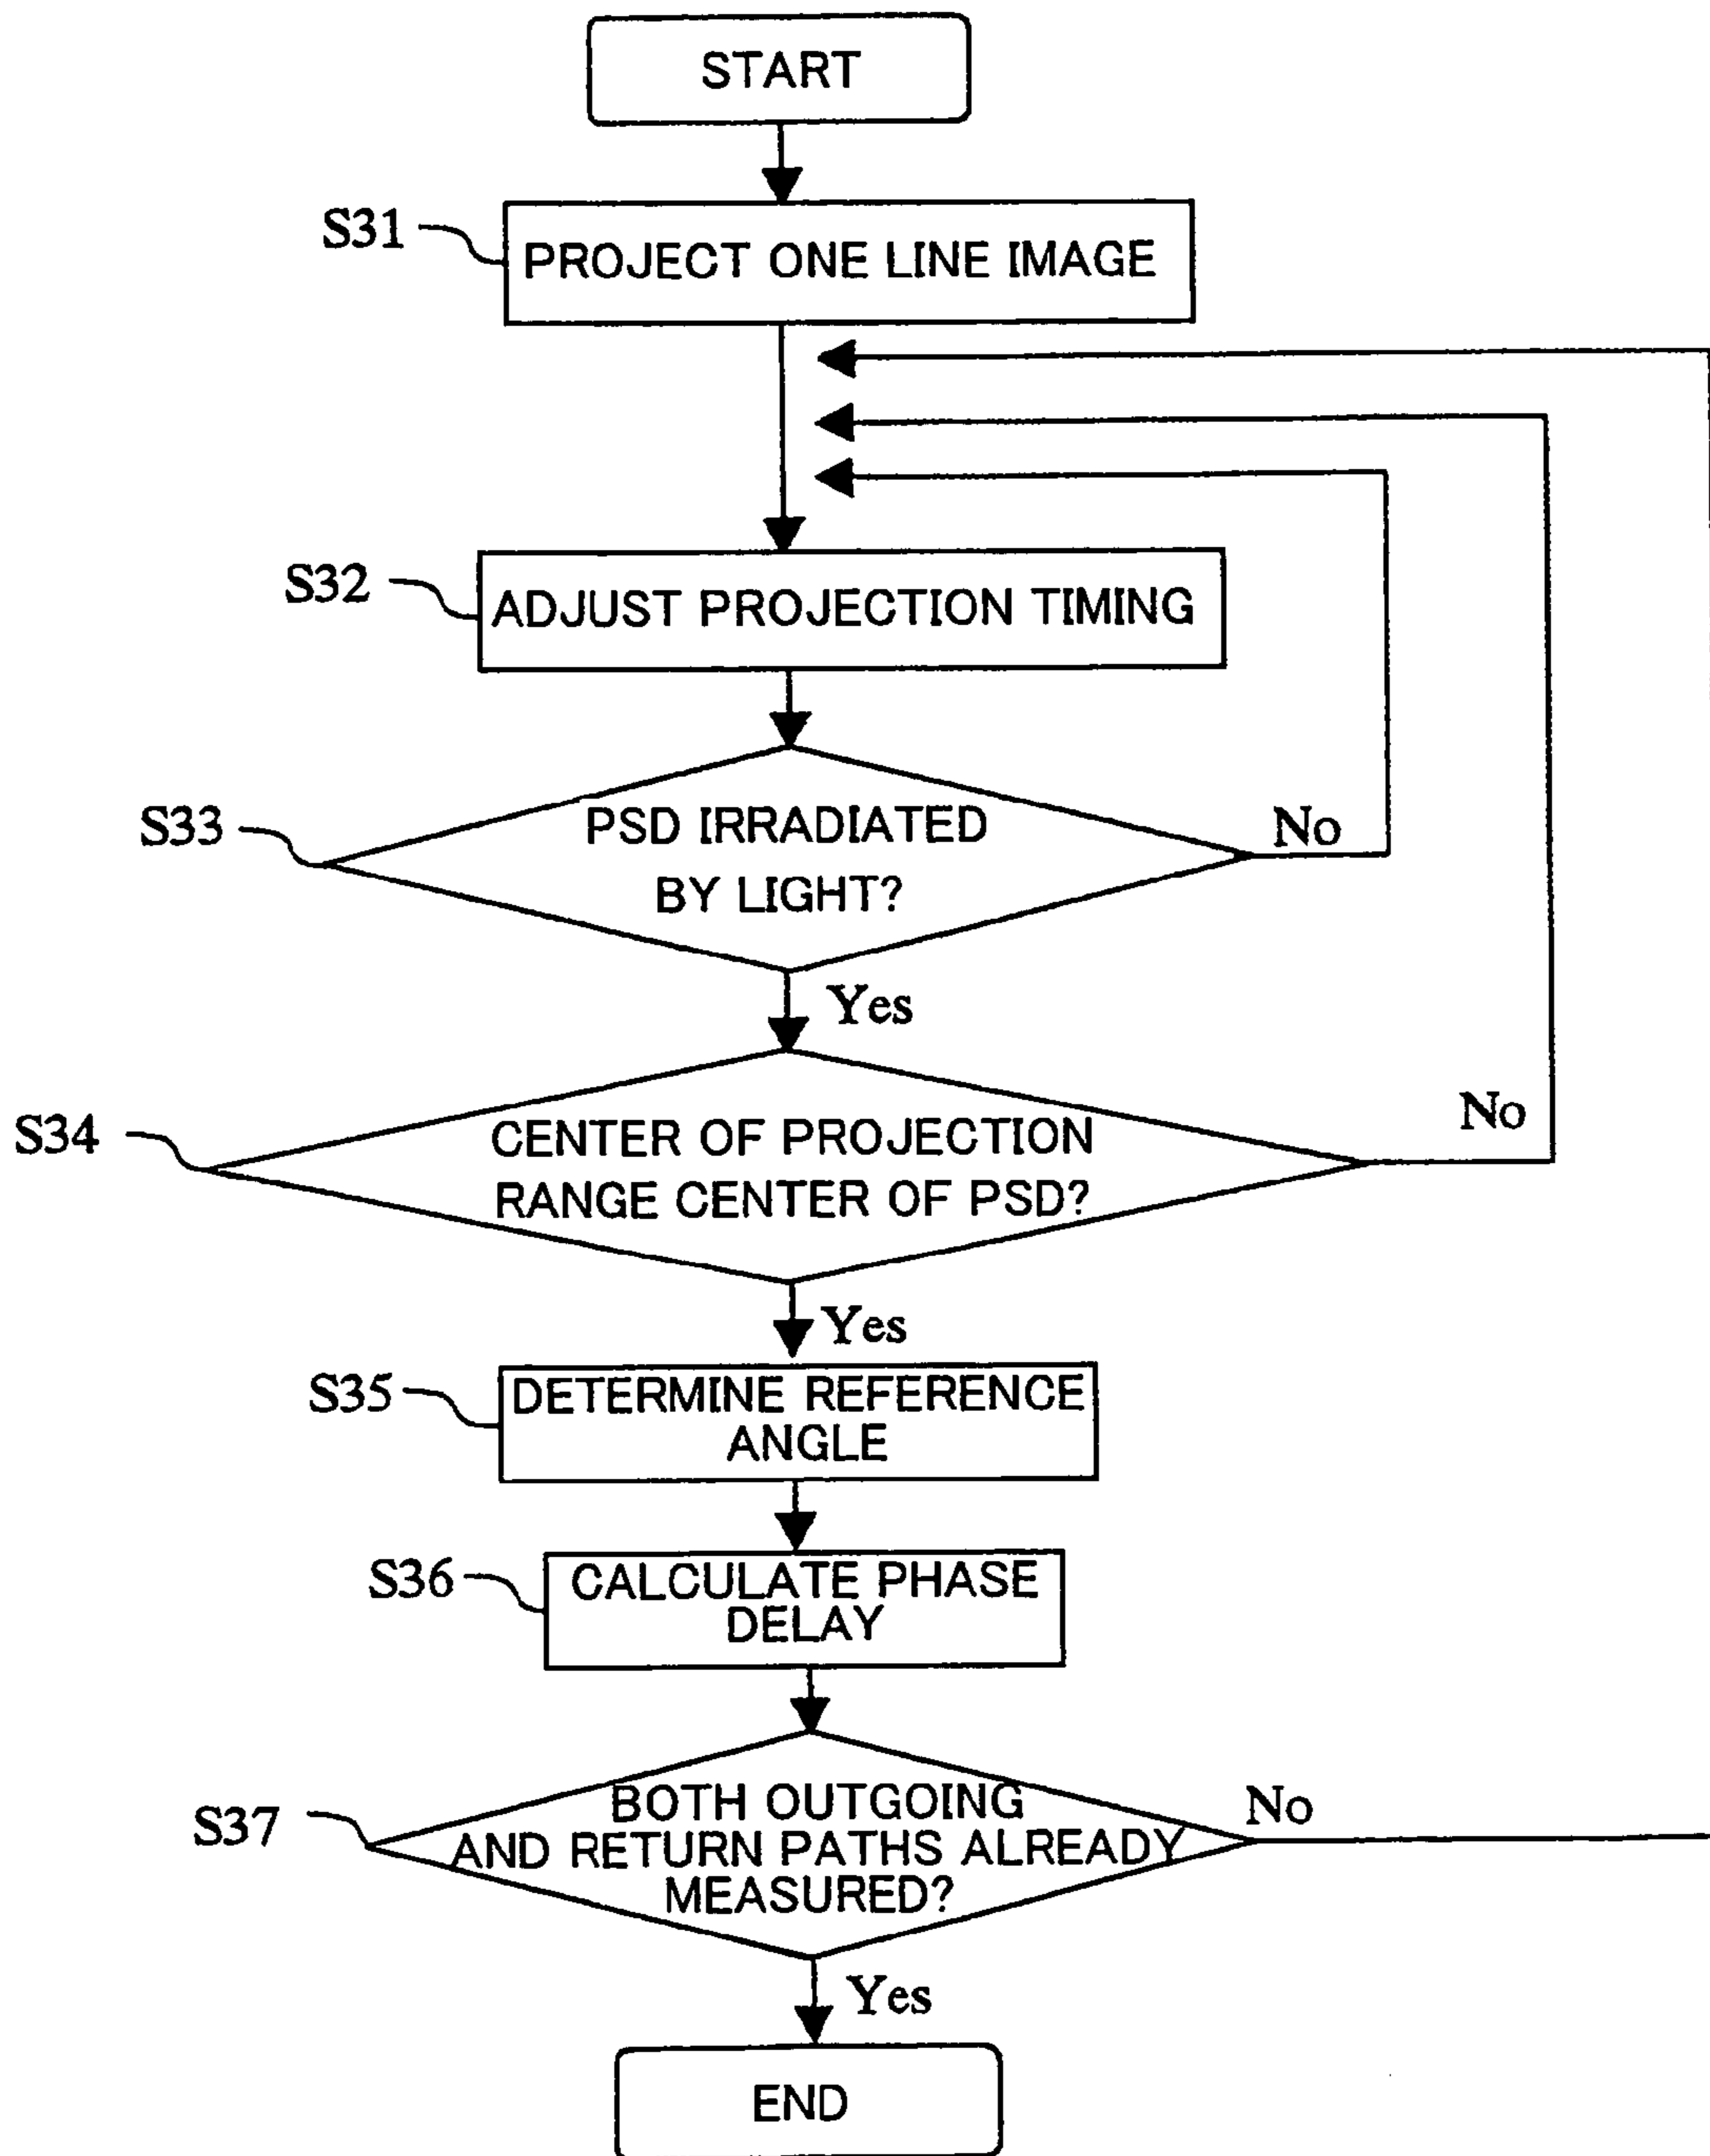 START
S31
PROJECT ONE LINE IMAGE
S32
ADJUST PROJECTION TIMING
S33
PSD IRRADIATED
BY LIGHT?
No
Yes
S34
CENTER OF PROJECTION
RANGE CENTER OF PSD?
No
Yes
S35
DETERMINE REFERENCE
ANGLE
S36
CALCULATE PHASE
DELAY
S37
BOTH OUTGOING
AND RETURN PATHS ALREADY
MEASURED?
No
Yes
END